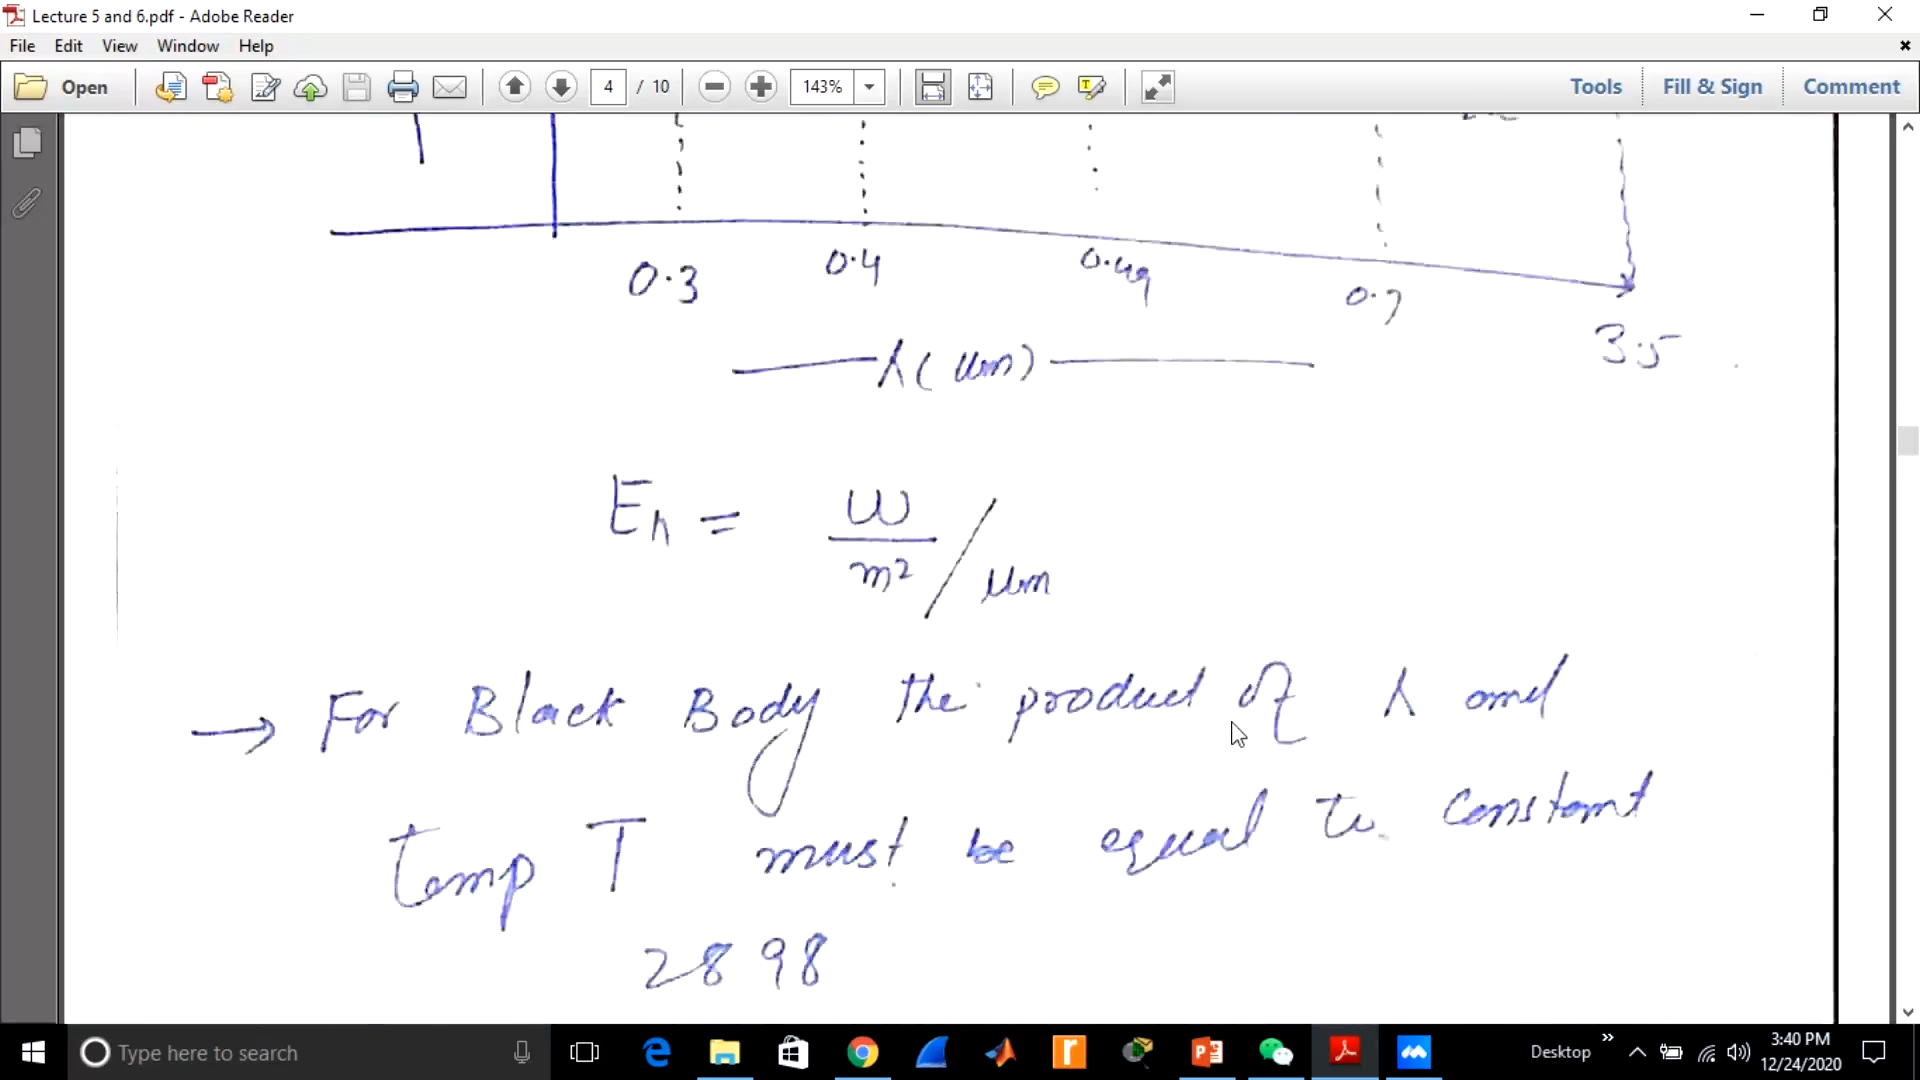 Lecture 5 and 6.pdf - Adobe Reader
File Edit View Window Help
Open 4 / 10 143% Tools Fill & Sign Comment
0.3 0.4 0.49 0.7 3.5
λ(μm)
Eλ = W/m² / μm
→ For Black Body the product of λ and
temp T must be equal to constant
2898
Type here to search
Desktop
3:40 PM
12/24/2020